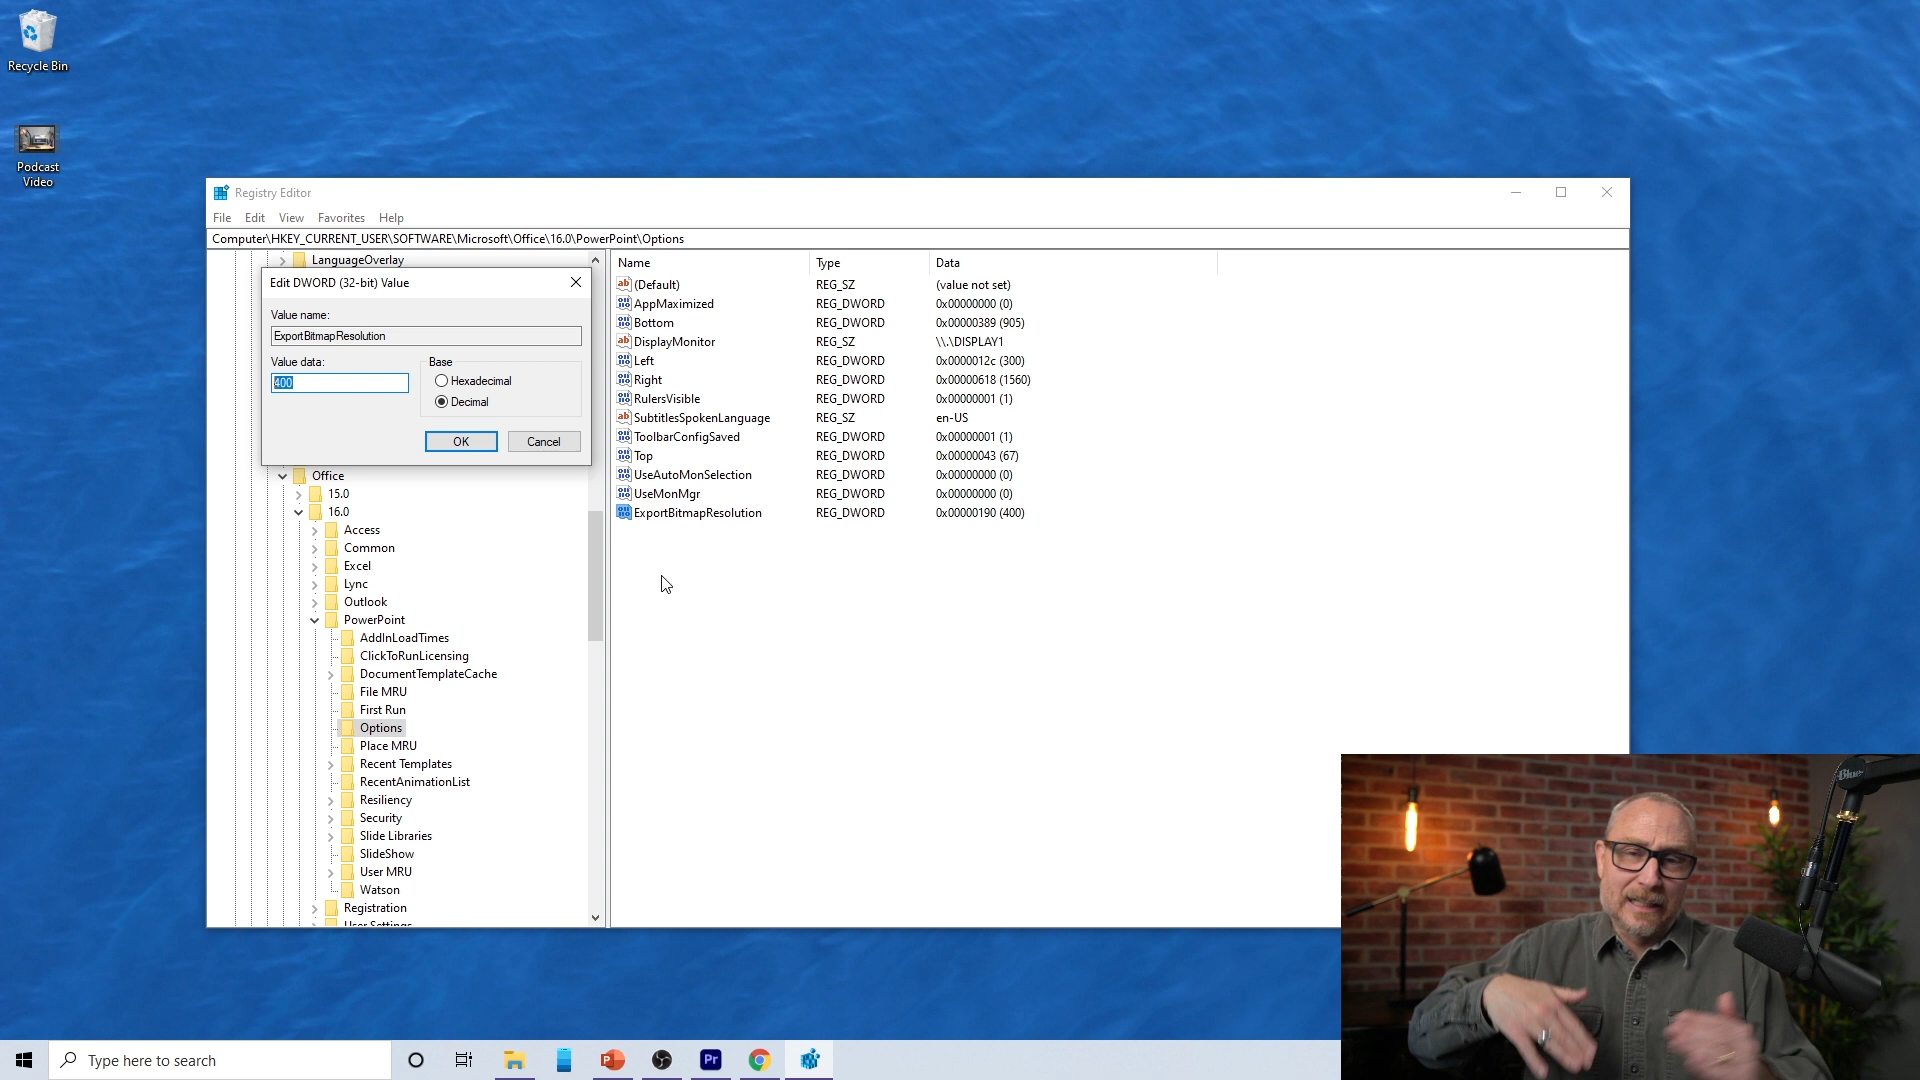 Recycle Bin
Podcast
Video
Registry Editor
File Edit View Favorites Help
Computer\HKEY_CURRENT_USER\SOFTWARE\Microsoft\Office\16.0\PowerPoint\Options
LanguageOverlay
Edit DWORD (32-bit) Value
Value name:
ExportBitmapResolution
Value data:
400
Base
Hexadecimal
Decimal
OK Cancel
Office
15.0
16.0
Access
Common
Excel
Lync
Outlook
PowerPoint
AddInLoadTimes
ClickToRunLicensing
DocumentTemplateCache
File MRU
First Run
Options
Place MRU
Recent Templates
RecentAnimationList
Resiliency
Security
Slide Libraries
SlideShow
User MRU
Watson
Registration
User Settings
Name Type Data
(Default) REG_SZ (value not set)
AppMaximized REG_DWORD 0x00000000 (0)
Bottom REG_DWORD 0x00000389 (905)
DisplayMonitor REG_SZ \\.\DISPLAY1
Left REG_DWORD 0x0000012c (300)
Right REG_DWORD 0x00000618 (1560)
RulersVisible REG_DWORD 0x00000001 (1)
SubtitlesSpokenLanguage REG_SZ en-US
ToolbarConfigSaved REG_DWORD 0x00000001 (1)
Top REG_DWORD 0x00000043 (67)
UseAutoMonSelection REG_DWORD 0x00000000 (0)
UseMonMgr REG_DWORD 0x00000000 (0)
ExportBitmapResolution REG_DWORD 0x00000190 (400)
Blue
Type here to search
P
Pr